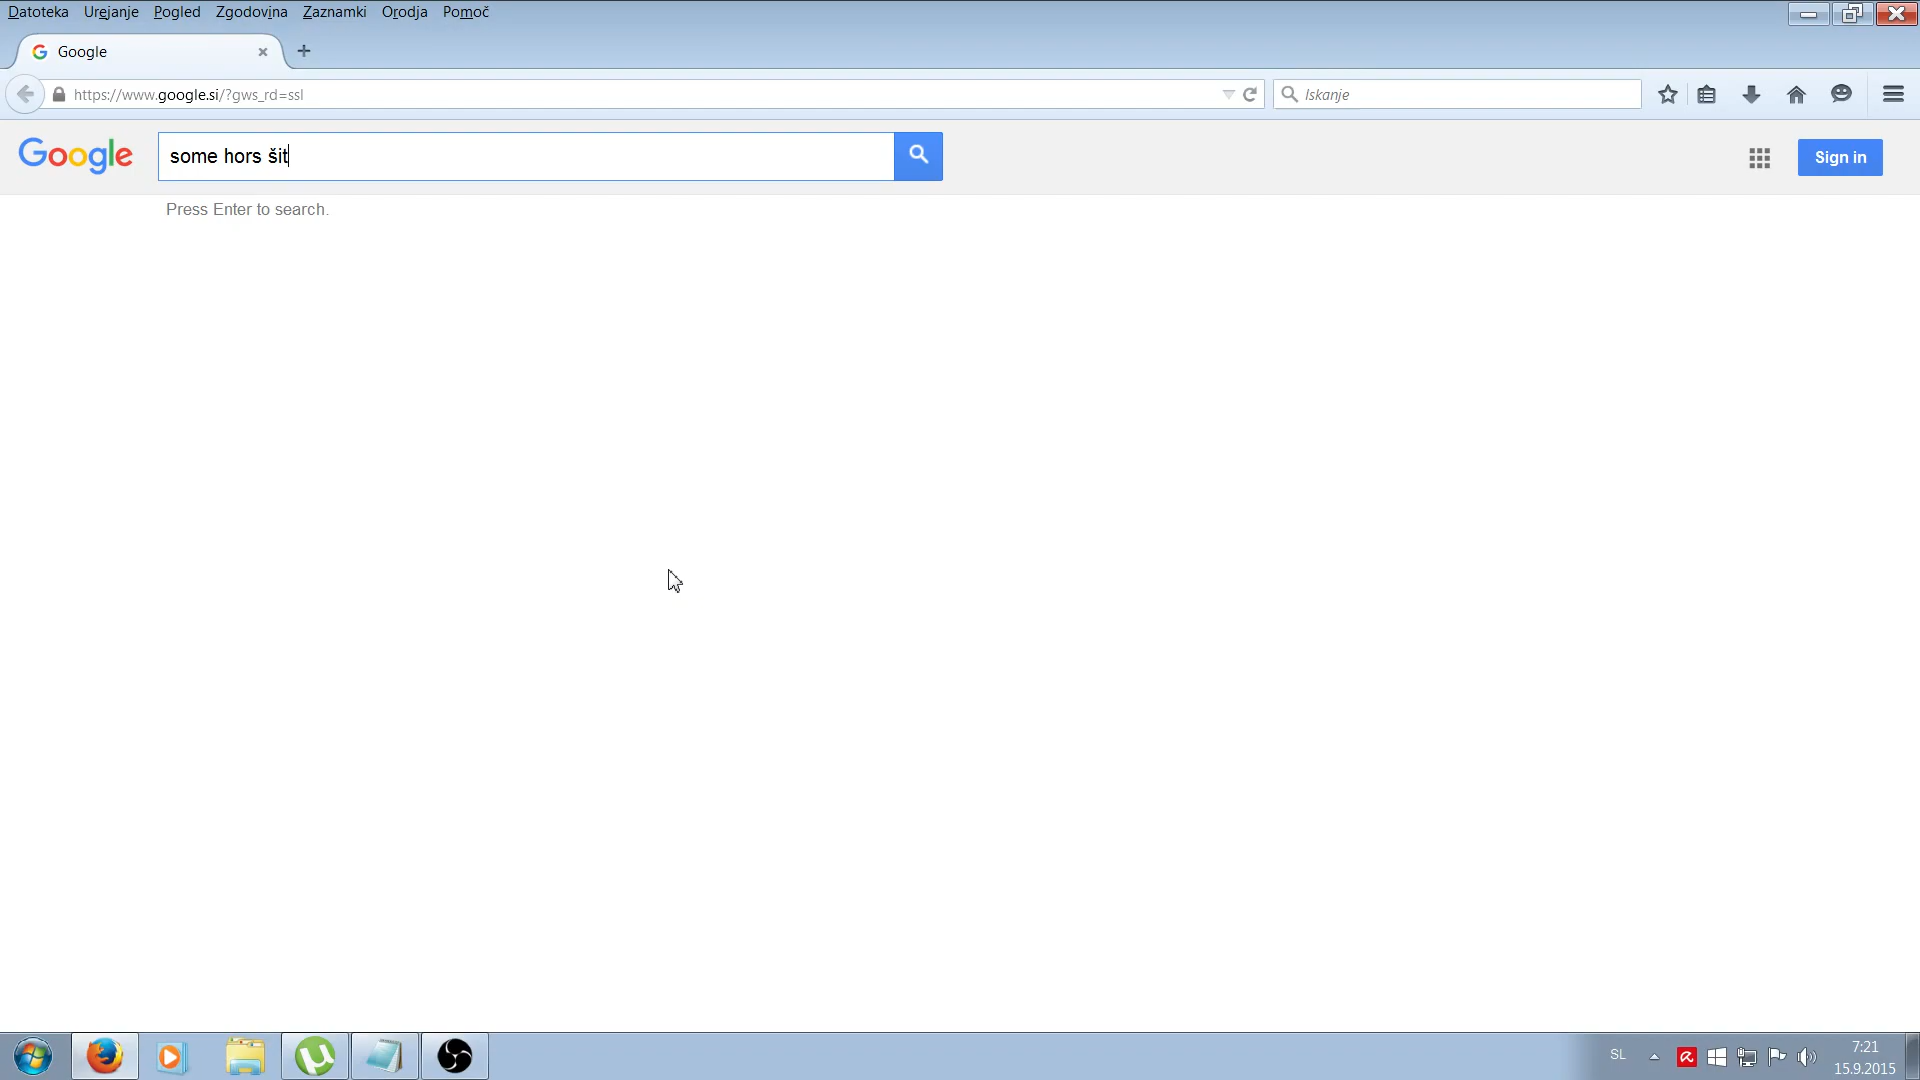 Datoteka Urejanje Pogled Zgodovina Zaznamki Orodja Pomoč
Google
https://www.google.si/?gws_rd=ssl
Iskanje
Google
some hors šit
Sign in
Press Enter to search.
SL
7:21
15.9.2015